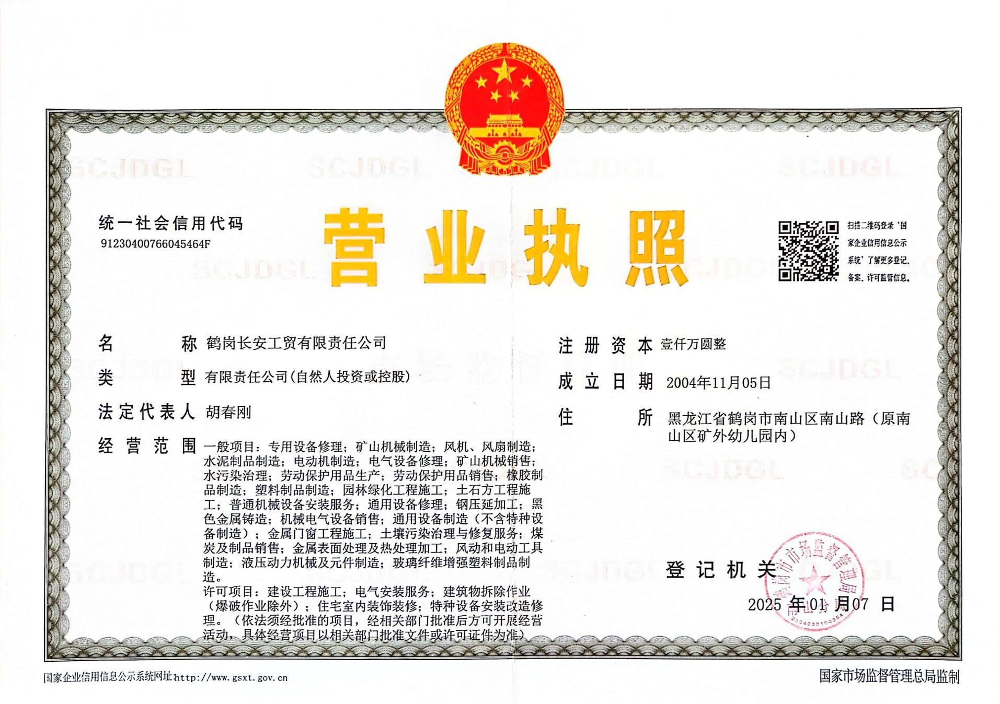 营业执照
统一社会信用代码
91230400766045464F
扫描二维码登录‘国
家企业信用信息公示
系统’了解更多登记、
备案、许可监管信息。
名 称 鹤岗长安工贸有限责任公司
类 型 有限责任公司(自然人投资或控股)
法定代表人 胡春刚
经营范围 一般项目：专用设备修理；矿山机械制造；风机、风扇制造；
水泥制品制造；电动机制造；电气设备修理；矿山机械销售；
水污染治理；劳动保护用品生产；劳动保护用品销售；橡胶制
品制造；塑料制品制造；园林绿化工程施工；土石方工程施
工；普通机械设备安装服务；通用设备修理；钢压延加工；黑
色金属铸造；机械电气设备销售；通用设备制造（不含特种设
备制造）；金属门窗工程施工；土壤污染治理与修复服务；煤
炭及制品销售；金属表面处理及热处理加工；风动和电动工具
制造；液压动力机械及元件制造；玻璃纤维增强塑料制品制
造。
许可项目：建设工程施工；电气安装服务；建筑物拆除作业
（爆破作业除外）；住宅室内装饰装修；特种设备安装改造修
理。（依法须经批准的项目，经相关部门批准后方可开展经营
活动，具体经营项目以相关部门批准文件或许可证件为准）
注册资本 壹仟万圆整
成立日期 2004年11月05日
住 所 黑龙江省鹤岗市南山区南山路（原南
山区矿外幼儿园内）
登记机关
鹤岗市市场监督管理局
南山分局
2304030100354
2025 年 01 月 07 日
国家企业信用信息公示系统网址:http://www.gsxt.gov.cn
国家市场监督管理总局监制
SCJDGL